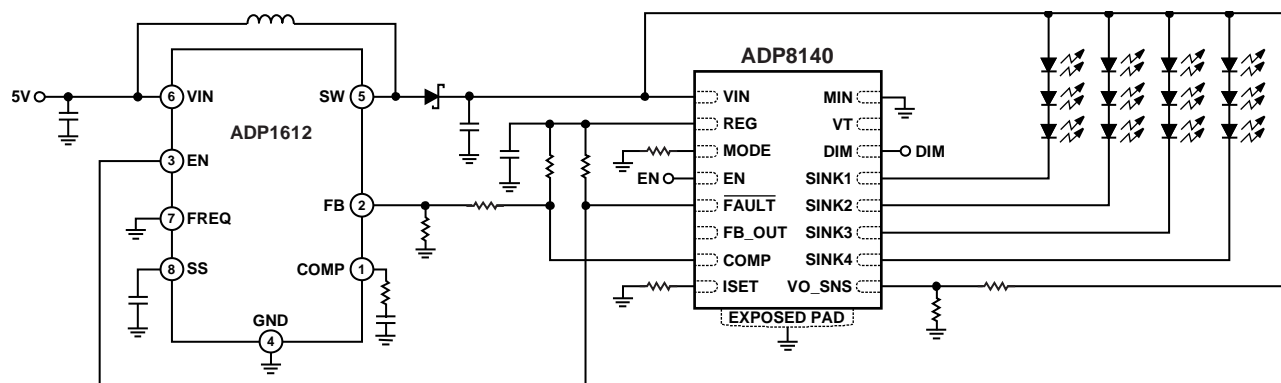 5V
ADP1612
6 VIN
SW 5
3 EN
FB 2
7 FREQ
8 SS
COMP 1
GND
4
ADP8140
VIN
REG
MODE
EN
EN
FAULT
FB_OUT
COMP
ISET
MIN
VT
DIM
DIM
SINK1
SINK2
SINK3
SINK4
VO_SNS
EXPOSED PAD